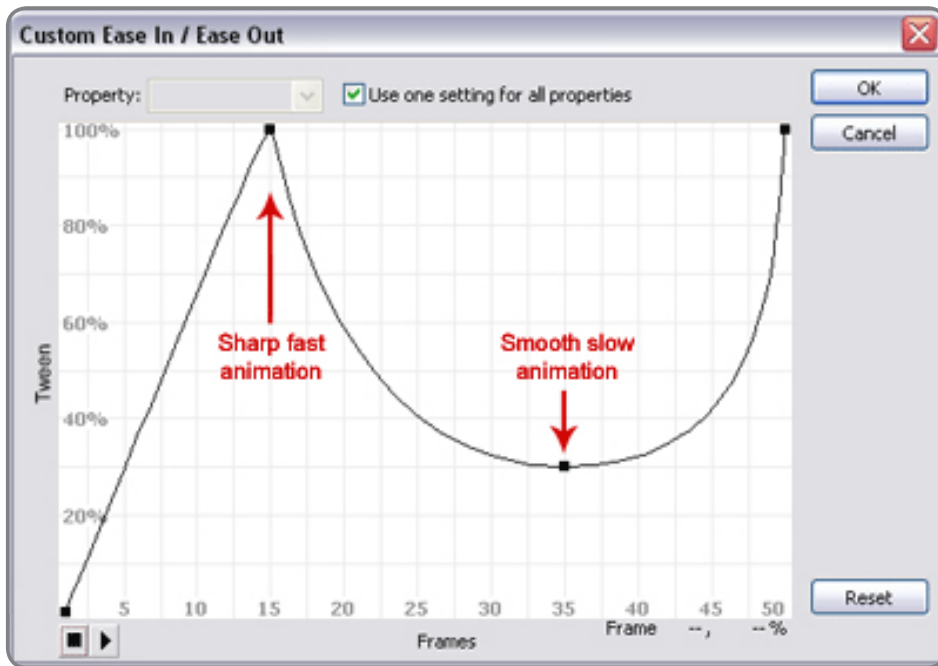 Custom Ease In / Ease Out
Property:
Use one setting for all properties
OK
Cancel
100%
80%
60%
40%
20%
Tween
Sharp fast
animation
Smooth slow
animation
5 10 15 20 25 30 35 40 45 50
Frames
Frame --, --%
Reset